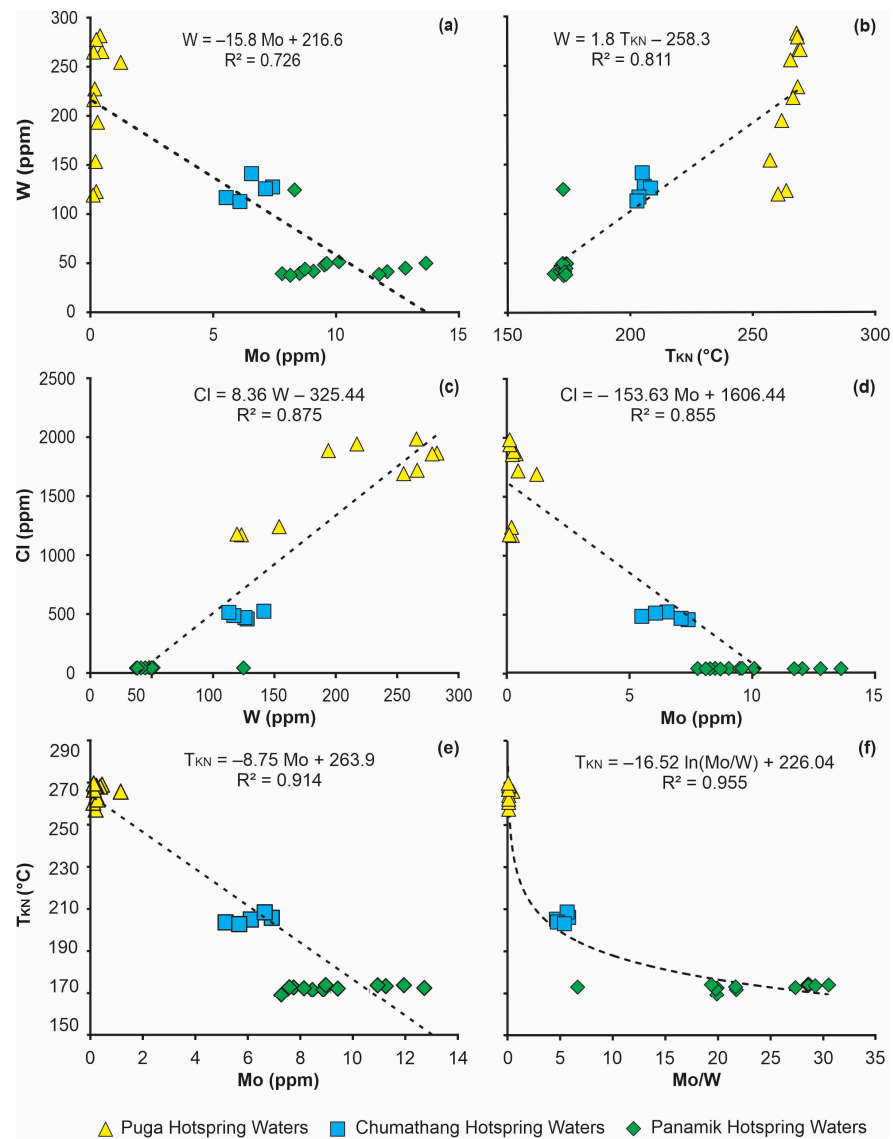 (a)
W = –15.8 Mo + 216.6
R² = 0.726
W (ppm)
300
250
200
150
100
50
0
0 5 10 15
Mo (ppm)
(b)
W = 1.8 TKN – 258.3
R² = 0.811
150 200 250 300
TKN (°C)
(c)
Cl = 8.36 W – 325.44
R² = 0.875
Cl (ppm)
2500
2000
1500
1000
500
0
0 50 100 150 200 250 300
W (ppm)
(d)
Cl = – 153.63 Mo + 1606.44
R² = 0.855
0 5 10 15
Mo (ppm)
(e)
TKN = –8.75 Mo + 263.9
R² = 0.914
TKN (°C)
290
270
250
230
210
190
170
150
0 2 4 6 8 10 12 14
Mo (ppm)
(f)
TKN = –16.52 ln(Mo/W) + 226.04
R² = 0.955
0 5 10 15 20 25 30 35
Mo/W
Puga Hotspring Waters Chumathang Hotspring Waters Panamik Hotspring Waters